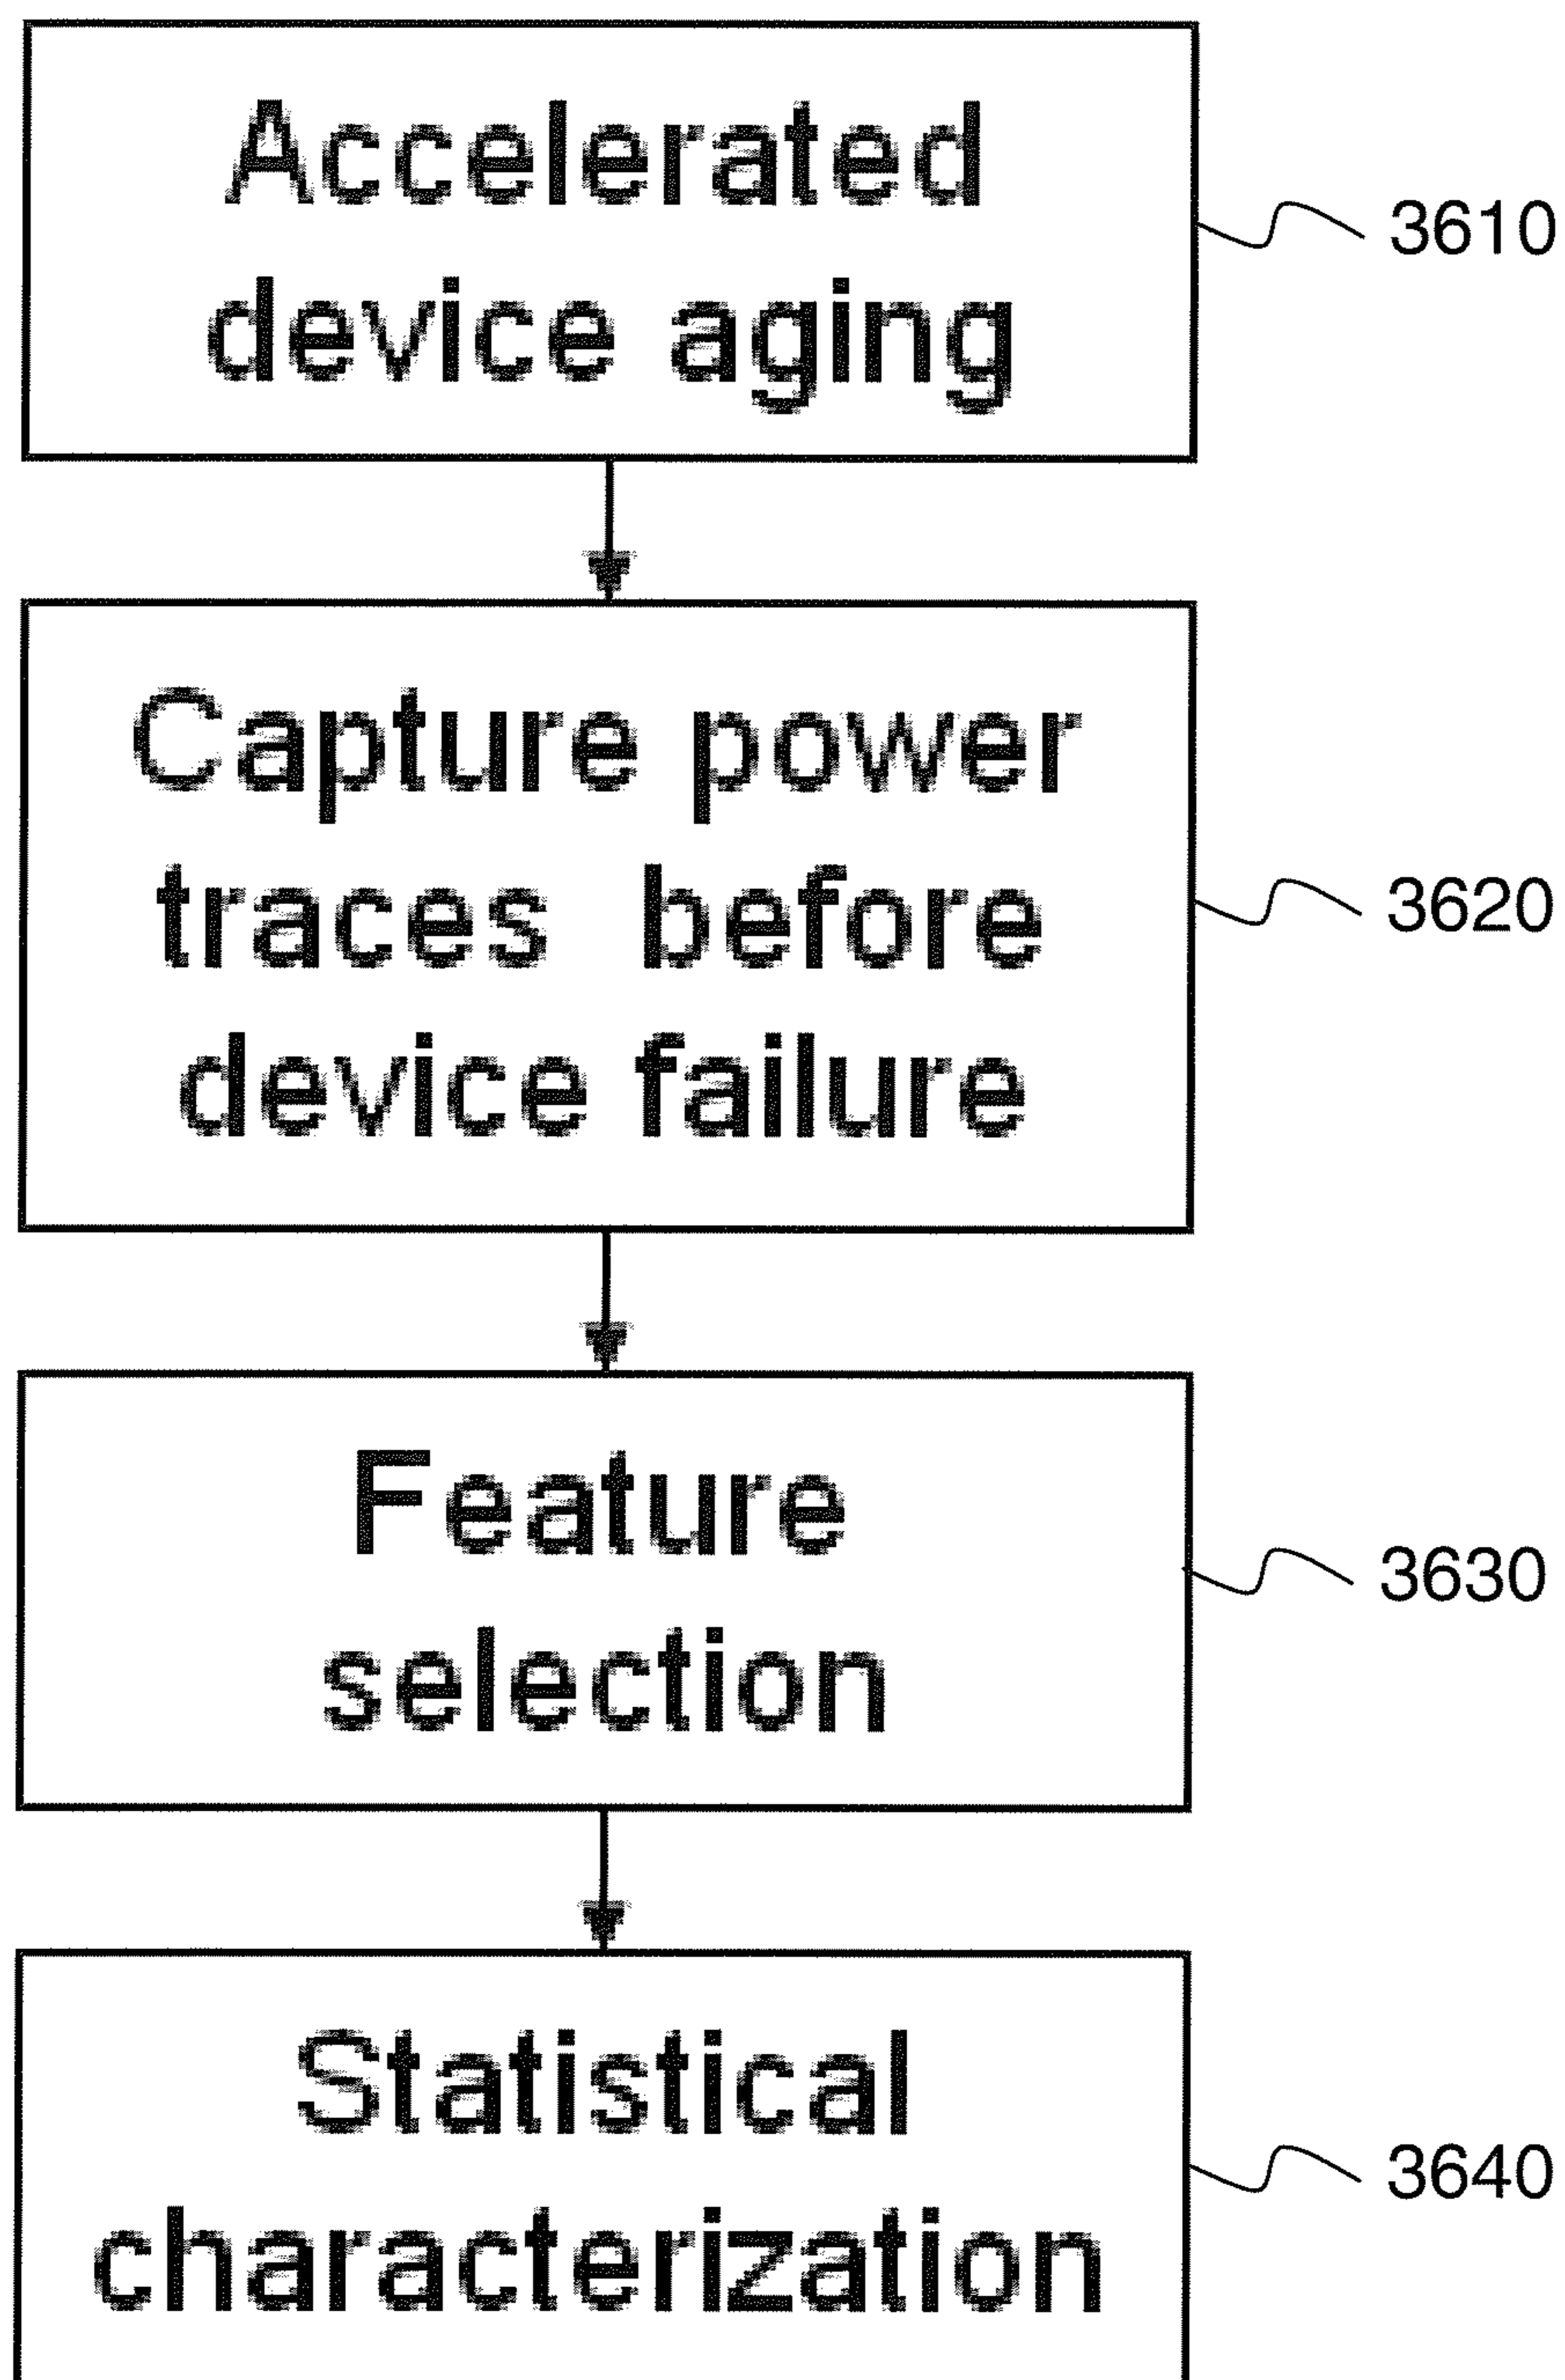 Accelerated
device aging
3610
Capture power
traces before
device failure
3620
Feature
selection
3630
Statistical
characterization
3640